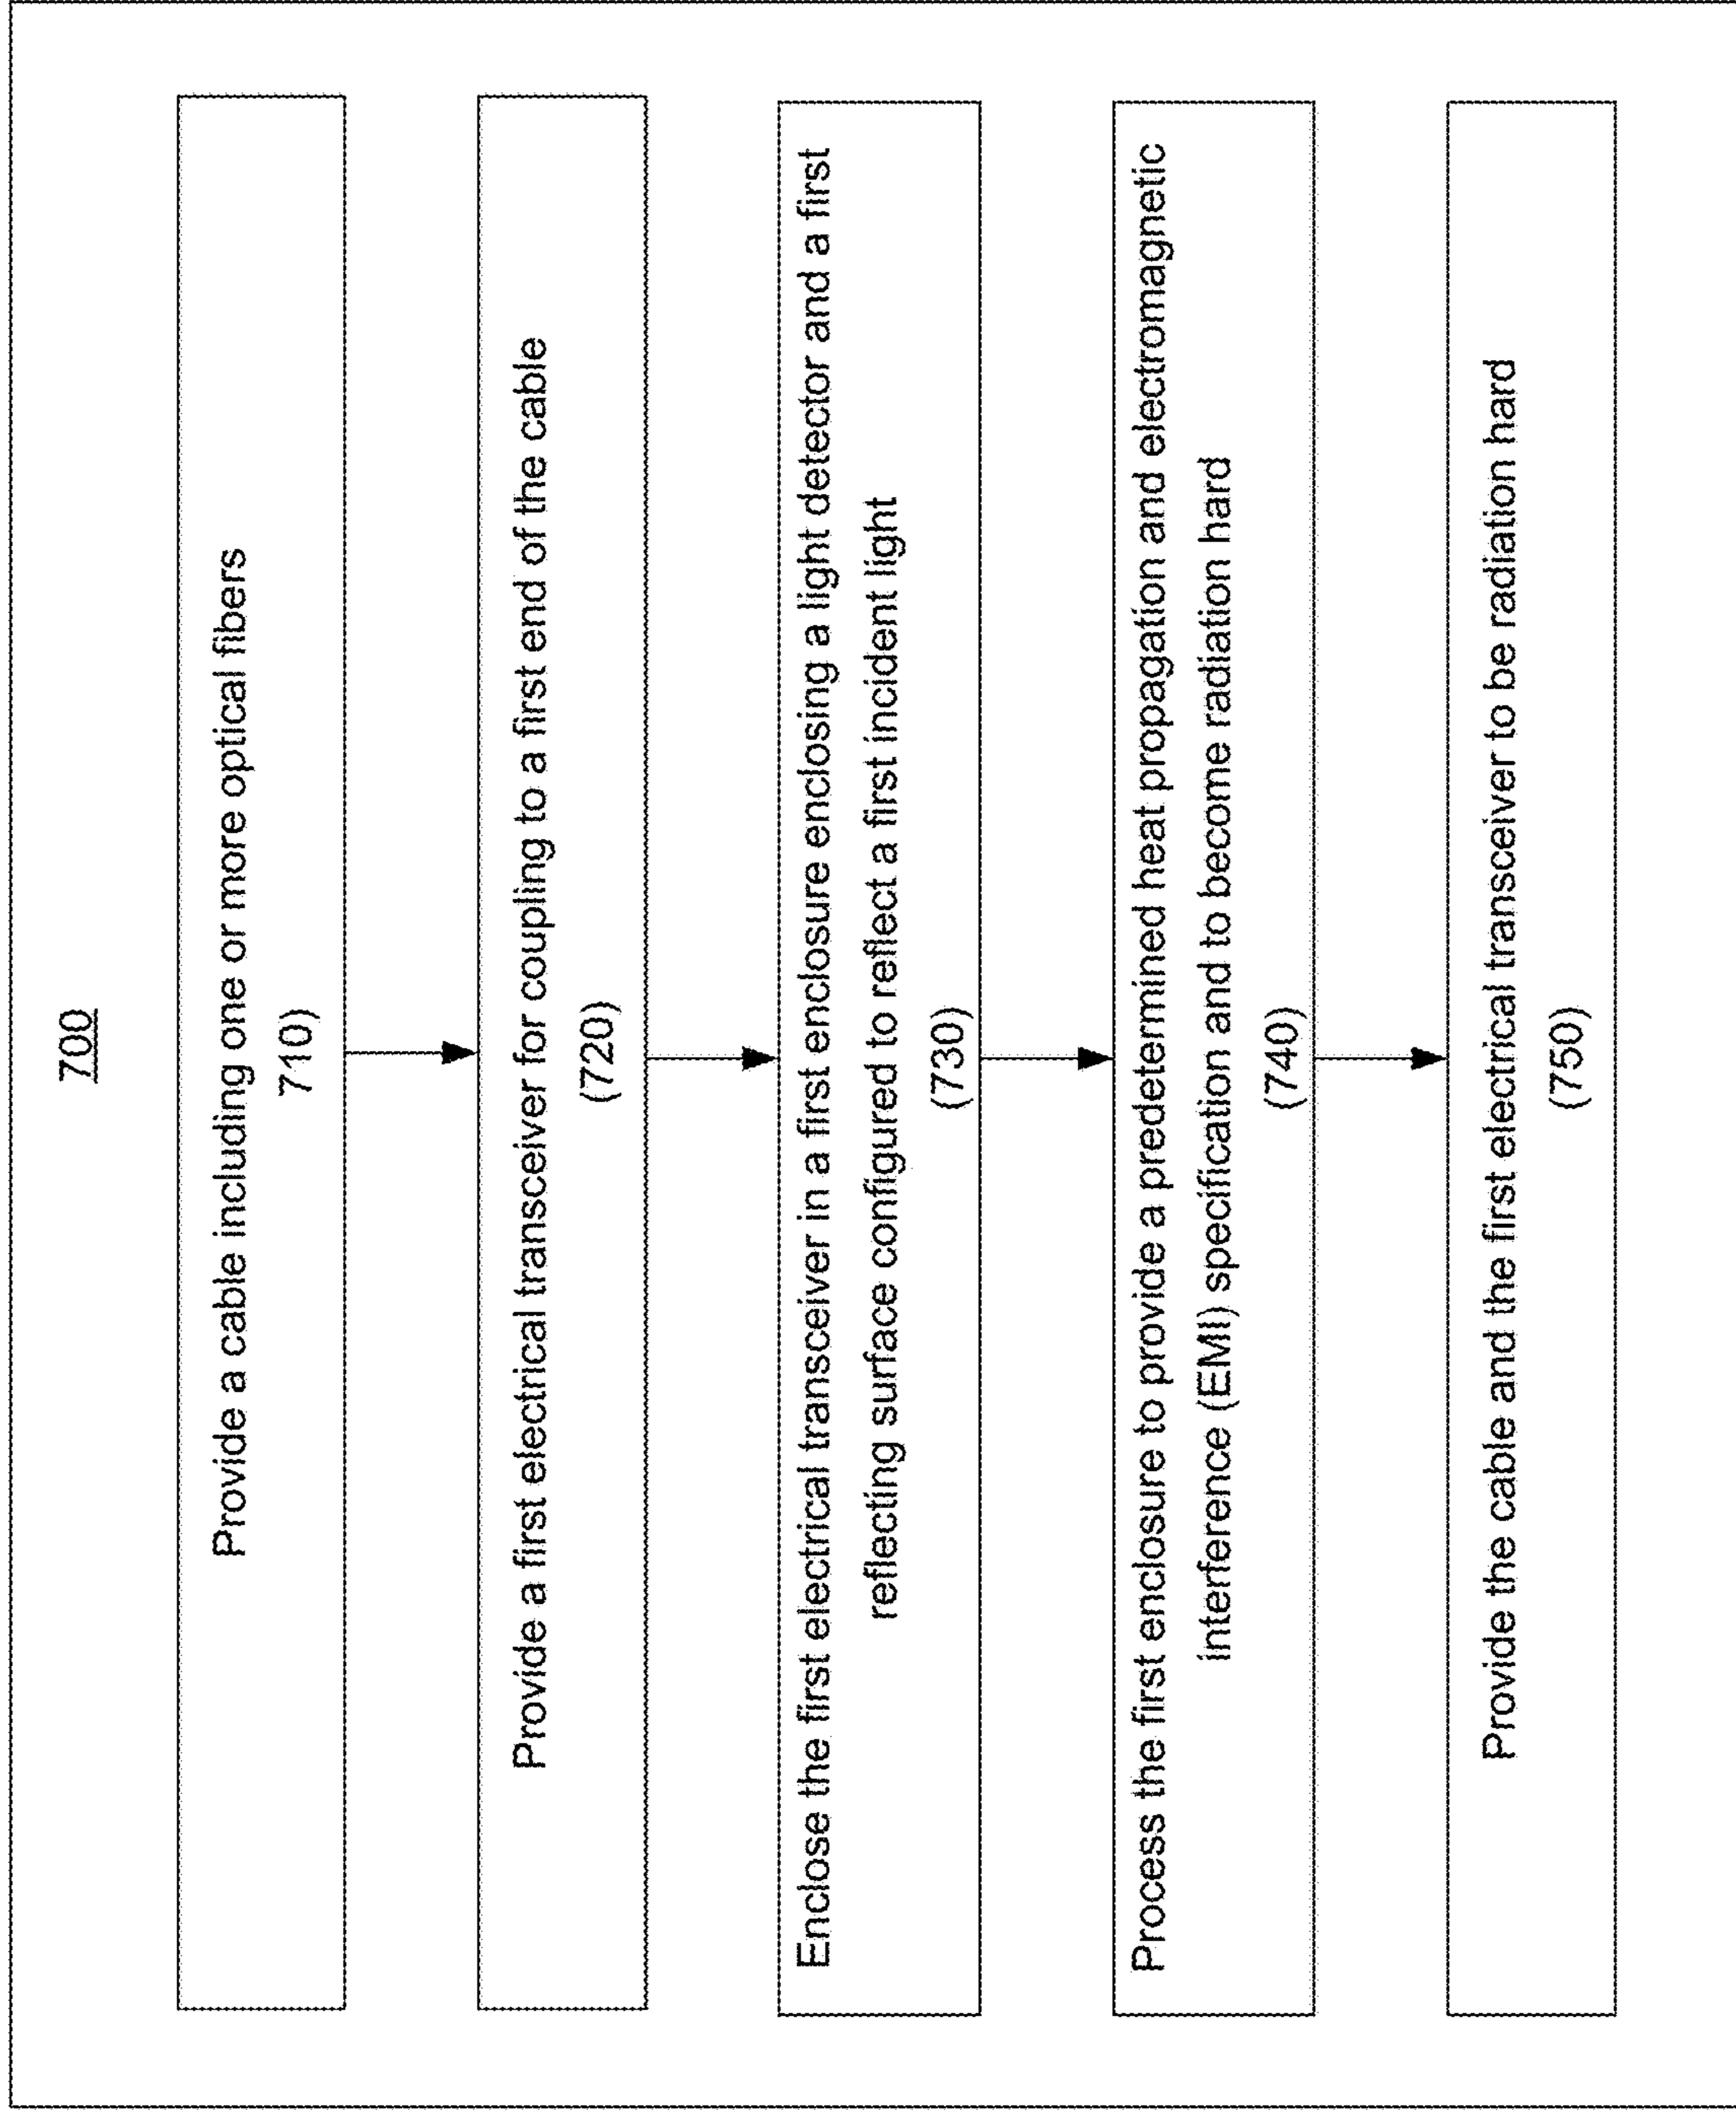 700
Provide a cable including one or more optical fibers
710)
Provide a first electrical transceiver for coupling to a first end of the cable
(720)
Enclose the first electrical transceiver in a first enclosure enclosing a light detector and a first
reflecting surface configured to reflect a first incident light
(730)
Process the first enclosure to provide a predetermined heat propagation and electromagnetic
interference (EMI) specification and to become radiation hard
(740)
Provide the cable and the first electrical transceiver to be radiation hard
(750)